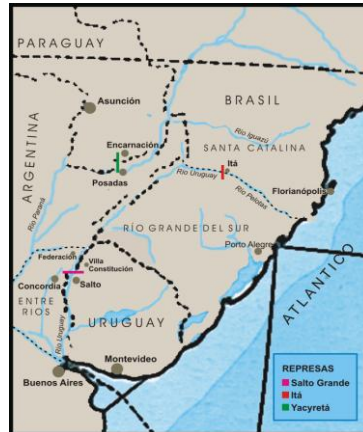 PARAGUAY
BRASIL
Asunción
Río Iguazú
SANTA CATALINA
Encarnación
Itá
Posadas
Río Uruguay
Río Pelotas
Florianópolis
ARGENTINA
Río Paraná
RÍO GRANDE DEL SUR
Porto Alegre
Federación
Villa
Constitución
Concordia
Salto
ENTRE
RIOS
Río Uruguay
URUGUAY
ATLANTICO
Montevideo
Buenos Aires
REPRESAS
Salto Grande
Itá
Yacyretá